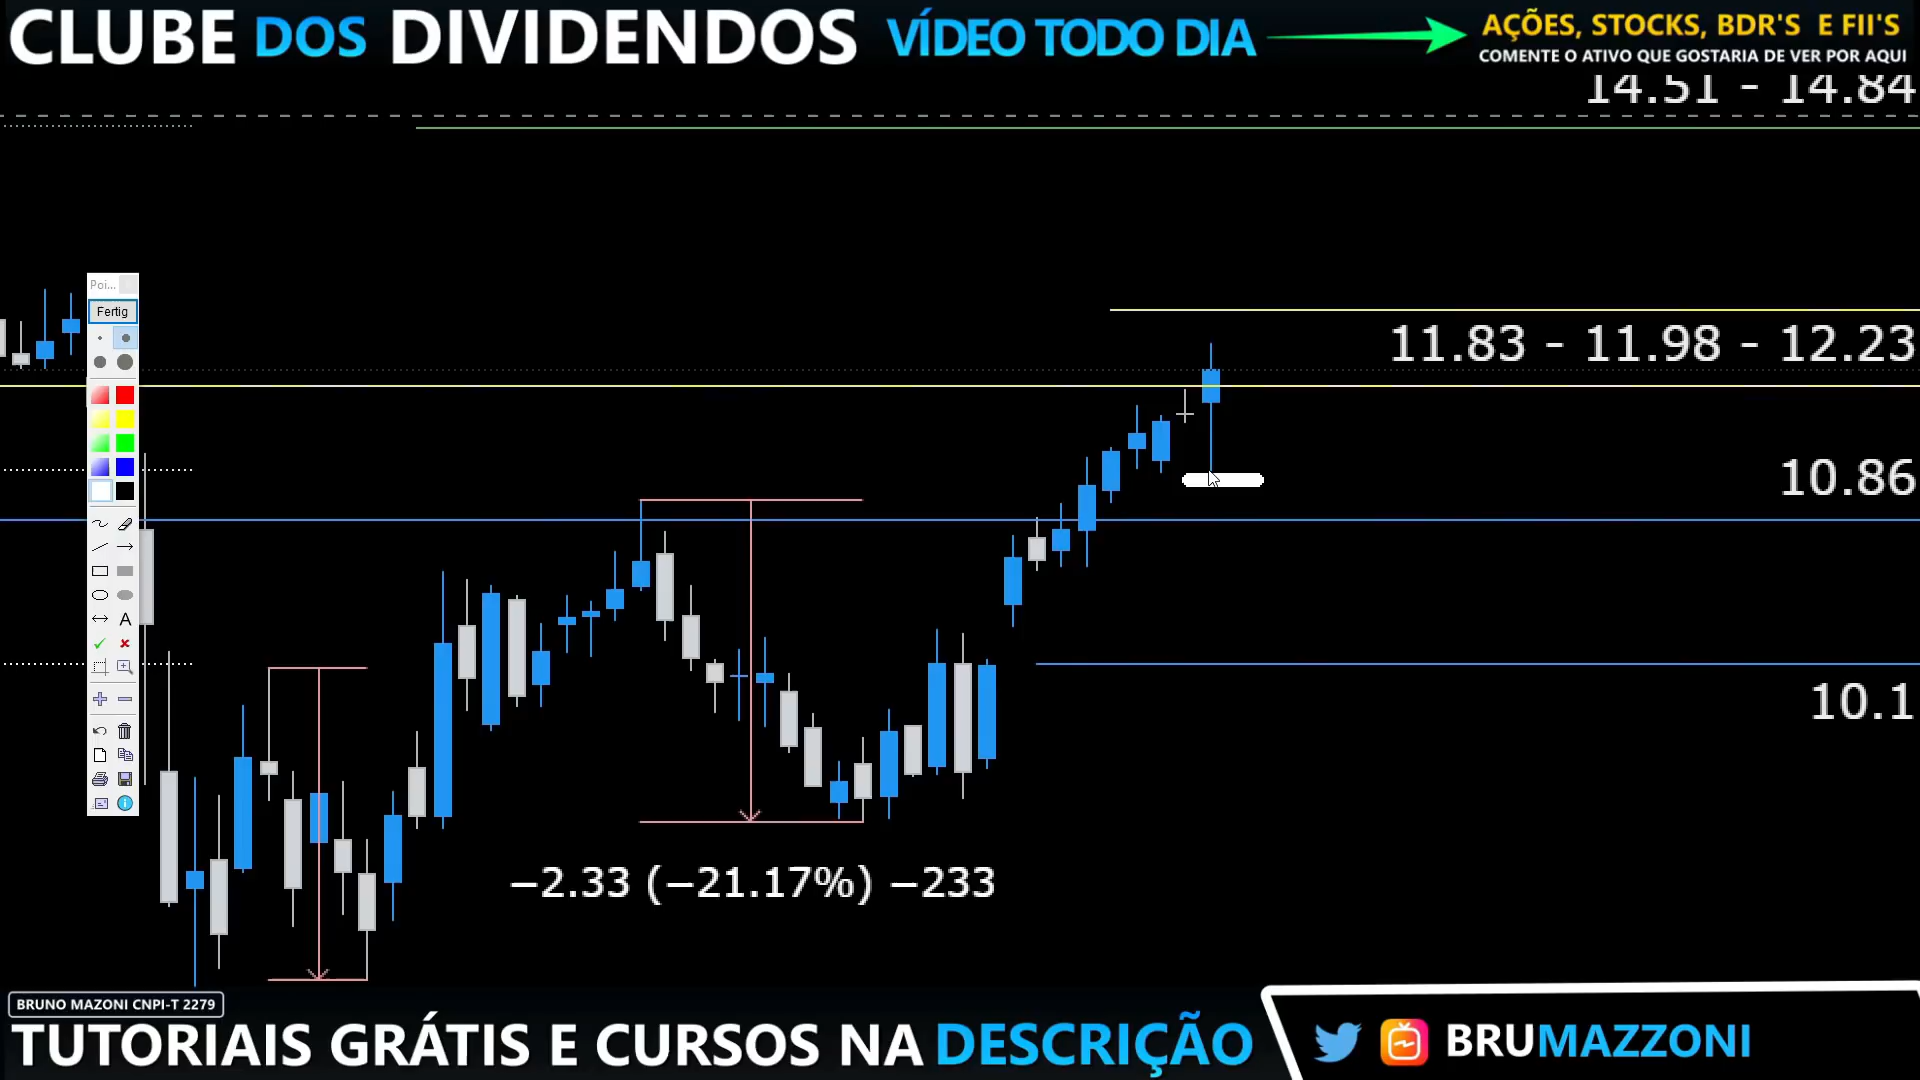 CLUBE DOS DIVIDENDOS VÍDEO TODO DIA
AÇÕES, STOCKS, BDR'S E FII'S
COMENTE O ATIVO QUE GOSTARIA DE VER POR AQUI
14.51 - 14.84
Poi...
Fertig
11.83 - 11.98 - 12.23
10.86
A
10.1
−2.33 (−21.17%) −233
BRUNO MAZONI CNPI-T 2279
TUTORIAIS GRÁTIS E CURSOS NA DESCRIÇÃO
BRUMAZZONI